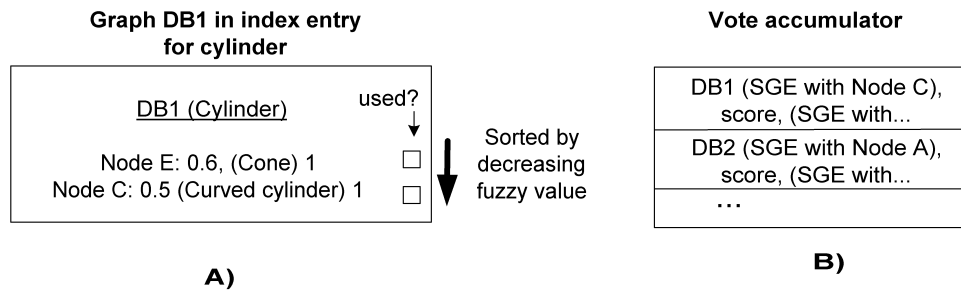 Graph DB1 in index entry
for cylinder
DB1 (Cylinder)
used?
Node E: 0.6, (Cone) 1
Node C: 0.5 (Curved cylinder) 1
Sorted by
decreasing
fuzzy value
A)
Vote accumulator
DB1 (SGE with Node C),
score, (SGE with...
DB2 (SGE with Node A),
score, (SGE with...
...
B)